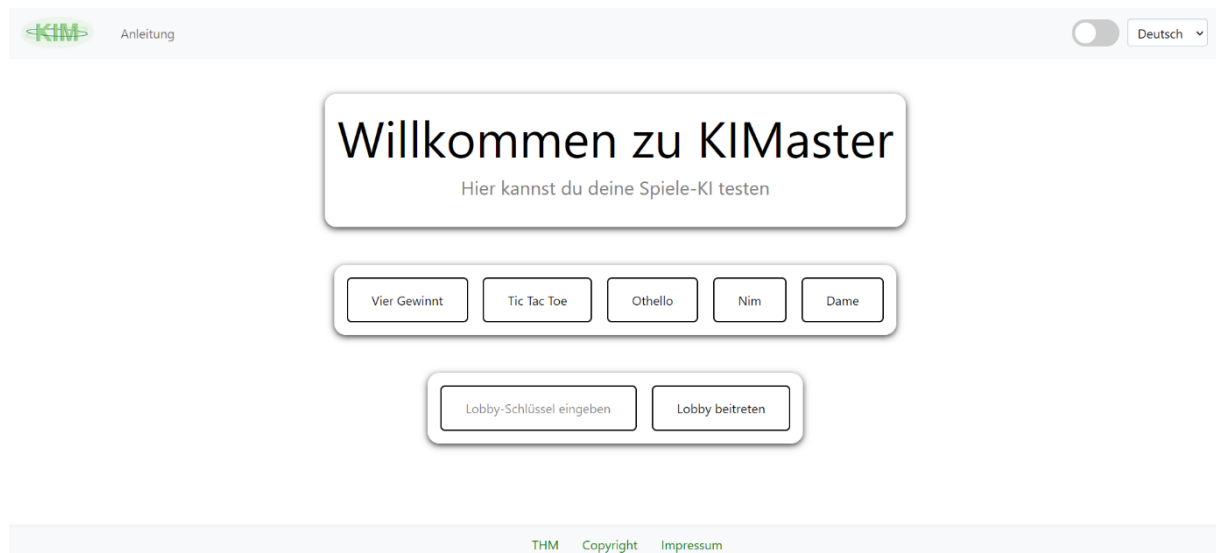 KIM Anleitung Deutsch
Willkommen zu KIMaster
Hier kannst du deine Spiele-KI testen
Vier Gewinnt Tic Tac Toe Othello Nim Dame
Lobby-Schlüssel eingeben Lobby beitreten
THM Copyright Impressum